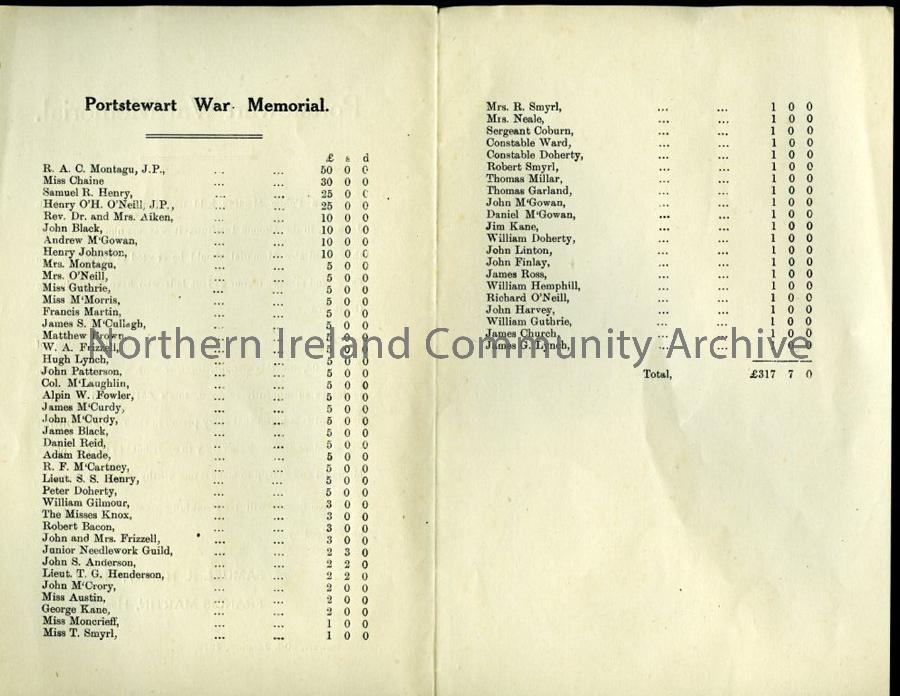 Portstewart War Memorial.
£ s d
R. A. C. Montagu, J.P., ... ... 50 0 0
Miss Chaine ... ... 30 0 0
Samuel R. Henry, ... ... 25 0 0
Henry O'H. O'Neill, J.P., ... ... 25 0 0
Rev. Dr. and Mrs. Aiken, ... ... 10 0 0
John Black, ... ... 10 0 0
Andrew M'Gowan, ... ... 10 0 0
Henry Johnston, ... ... 10 0 0
Mrs. Montagu, ... ... 5 0 0
Mrs. O'Neill, ... ... 5 0 0
Miss Guthrie, ... ... 5 0 0
Miss M'Morris, ... ... 5 0 0
Francis Martin, ... ... 5 0 0
James S. M'Cullagh, ... ... 5 0 0
Matthew Brown, ... ... 5 0 0
W. A. Frizzell, ... ... 5 0 0
Hugh Lynch, ... ... 5 0 0
John Patterson, ... ... 5 0 0
Col. M'Laughlin, ... ... 5 0 0
Alpin W. Fowler, ... ... 5 0 0
James M'Curdy, ... ... 5 0 0
John M'Curdy, ... ... 5 0 0
James Black, ... ... 5 0 0
Daniel Reid, ... ... 5 0 0
Adam Reade, ... ... 5 0 0
R. F. M'Cartney, ... ... 5 0 0
Lieut. S. S. Henry, ... ... 5 0 0
Peter Doherty, ... ... 5 0 0
William Gilmour, ... ... 3 0 0
The Misses Knox, ... ... 3 0 0
Robert Bacon, ... ... 3 0 0
John and Mrs. Frizzell, ... ... 3 0 0
Junior Needlework Guild, ... ... 2 3 0
John S. Anderson, ... ... 2 2 0
Lieut. T. G. Henderson, ... ... 2 2 0
John M'Crory, ... ... 2 0 0
Miss Austin, ... ... 2 0 0
George Kane, ... ... 2 0 0
Miss Moncrieff, ... ... 1 0 0
Miss T. Smyrl, ... ... 1 0 0
Mrs. R. Smyrl, ... ... 1 0 0
Mrs. Neale, ... ... 1 0 0
Sergeant Coburn, ... ... 1 0 0
Constable Ward, ... ... 1 0 0
Constable Doherty, ... ... 1 0 0
Robert Smyrl, ... ... 1 0 0
Thomas Millar, ... ... 1 0 0
Thomas Garland, ... ... 1 0 0
John M'Gowan, ... ... 1 0 0
Daniel M'Gowan, ... ... 1 0 0
Jim Kane, ... ... 1 0 0
William Doherty, ... ... 1 0 0
John Linton, ... ... 1 0 0
John Finlay, ... ... 1 0 0
James Ross, ... ... 1 0 0
William Hemphill, ... ... 1 0 0
Richard O'Neill, ... ... 1 0 0
John Harvey, ... ... 1 0 0
William Guthrie, ... ... 1 0 0
James Church, ... ... 1 0 0
James G. Lynch, ... ... 1 0 0
Total, £317 7 0
Northern Ireland Community Archive